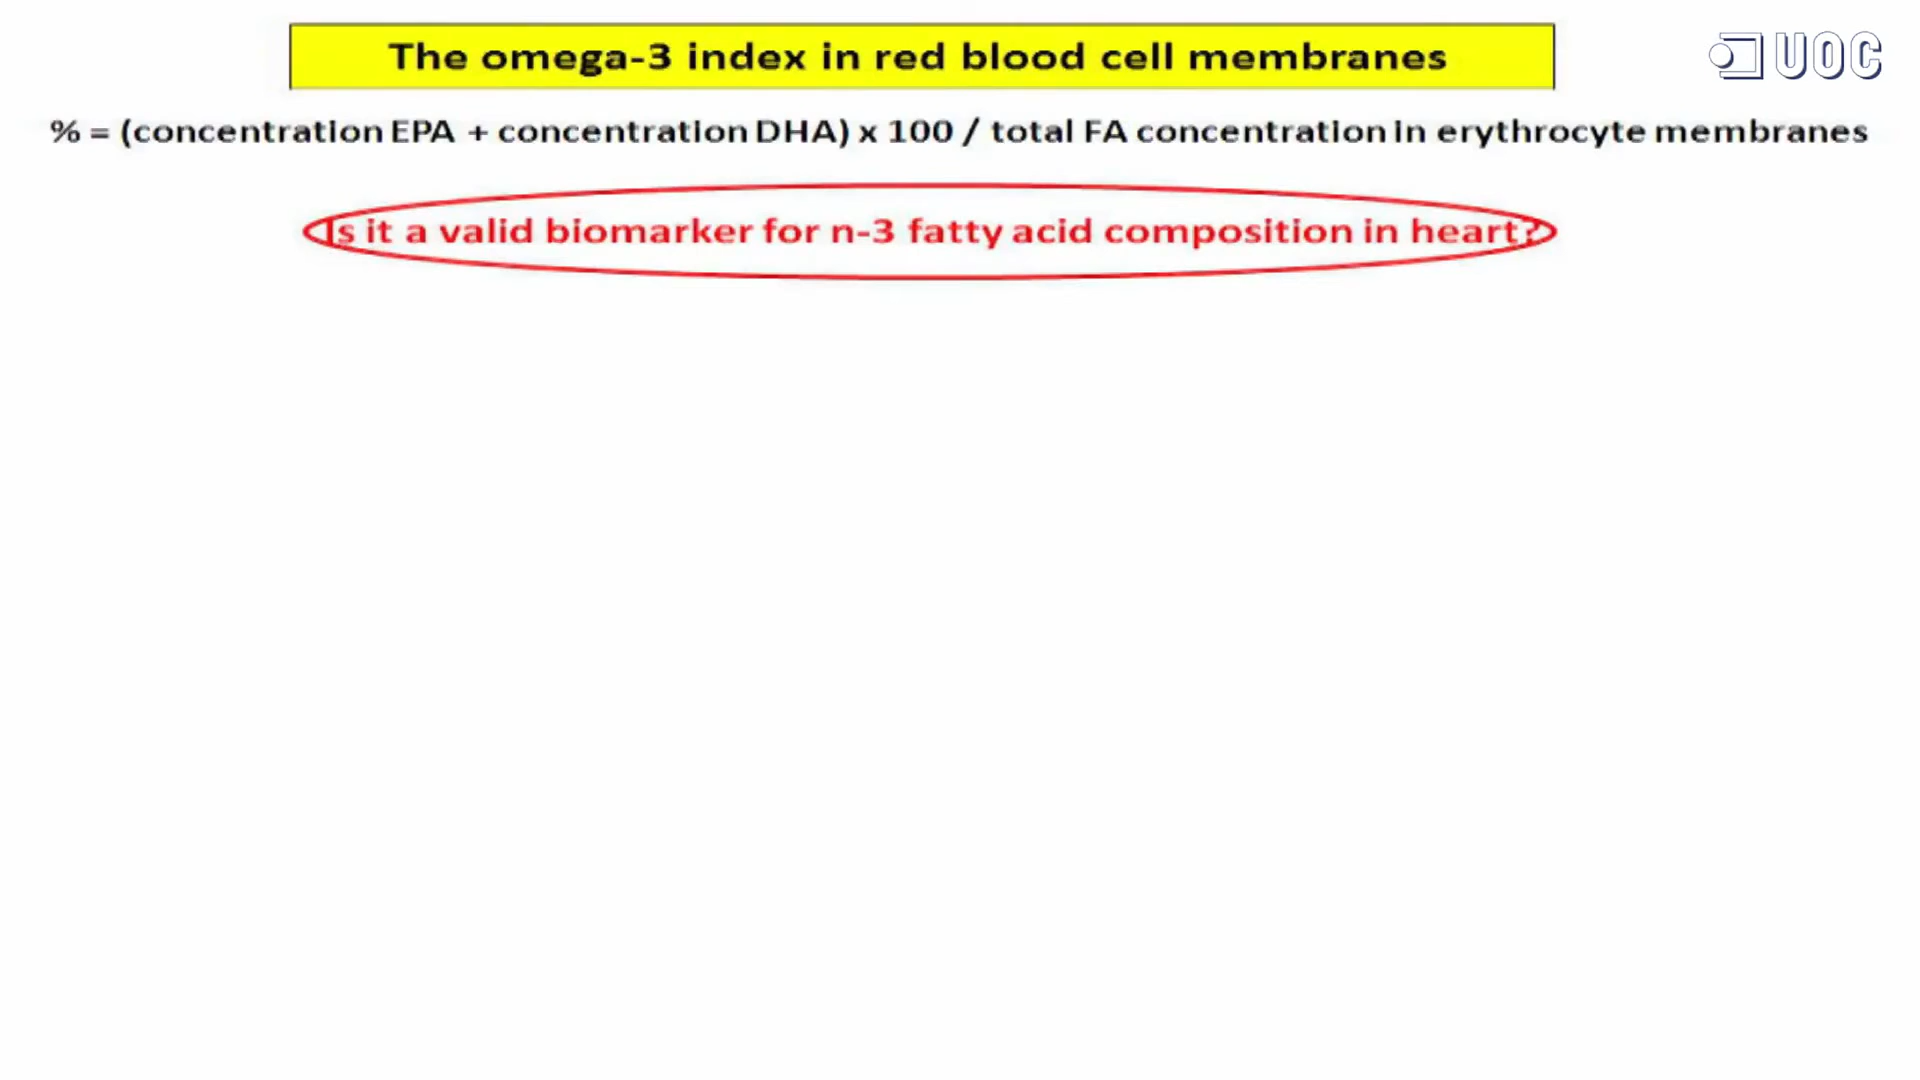 The omega-3 index in red blood cell membranes
UOC
% = (concentration EPA + concentration DHA) x 100 / total FA concentration in erythrocyte membranes
Is it a valid biomarker for n-3 fatty acid composition in heart?